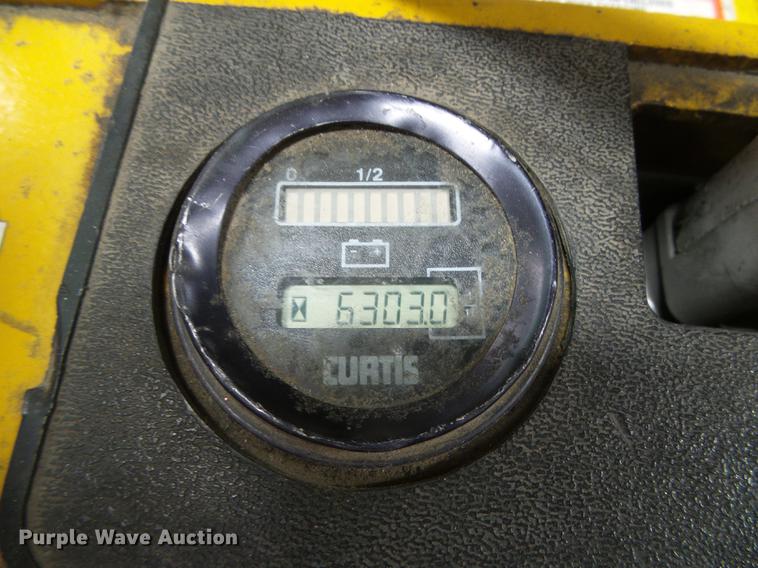 0 1/2
6303.0
CURTIS
Purple Wave Auction